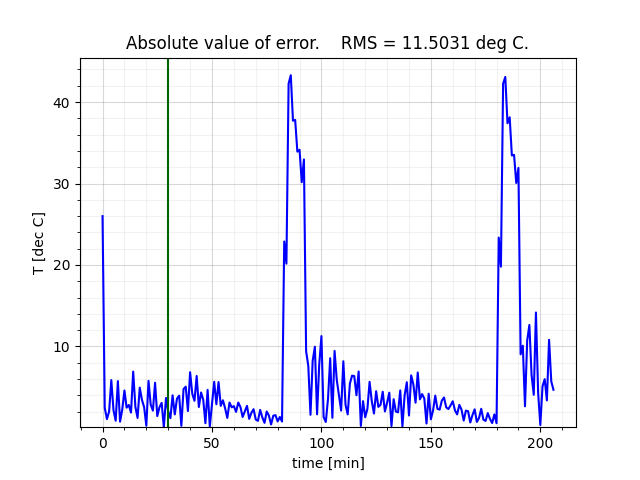 Absolute value of error. RMS = 11.5031 deg C.
40
30
20
10
T [dec C]
0 50 100 150 200
time [min]